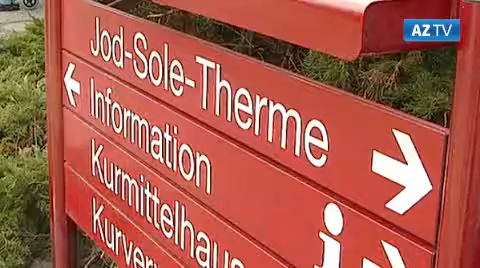 AZ TV
Jod-Sole-Therme
Information
i
Kurmittelhaus